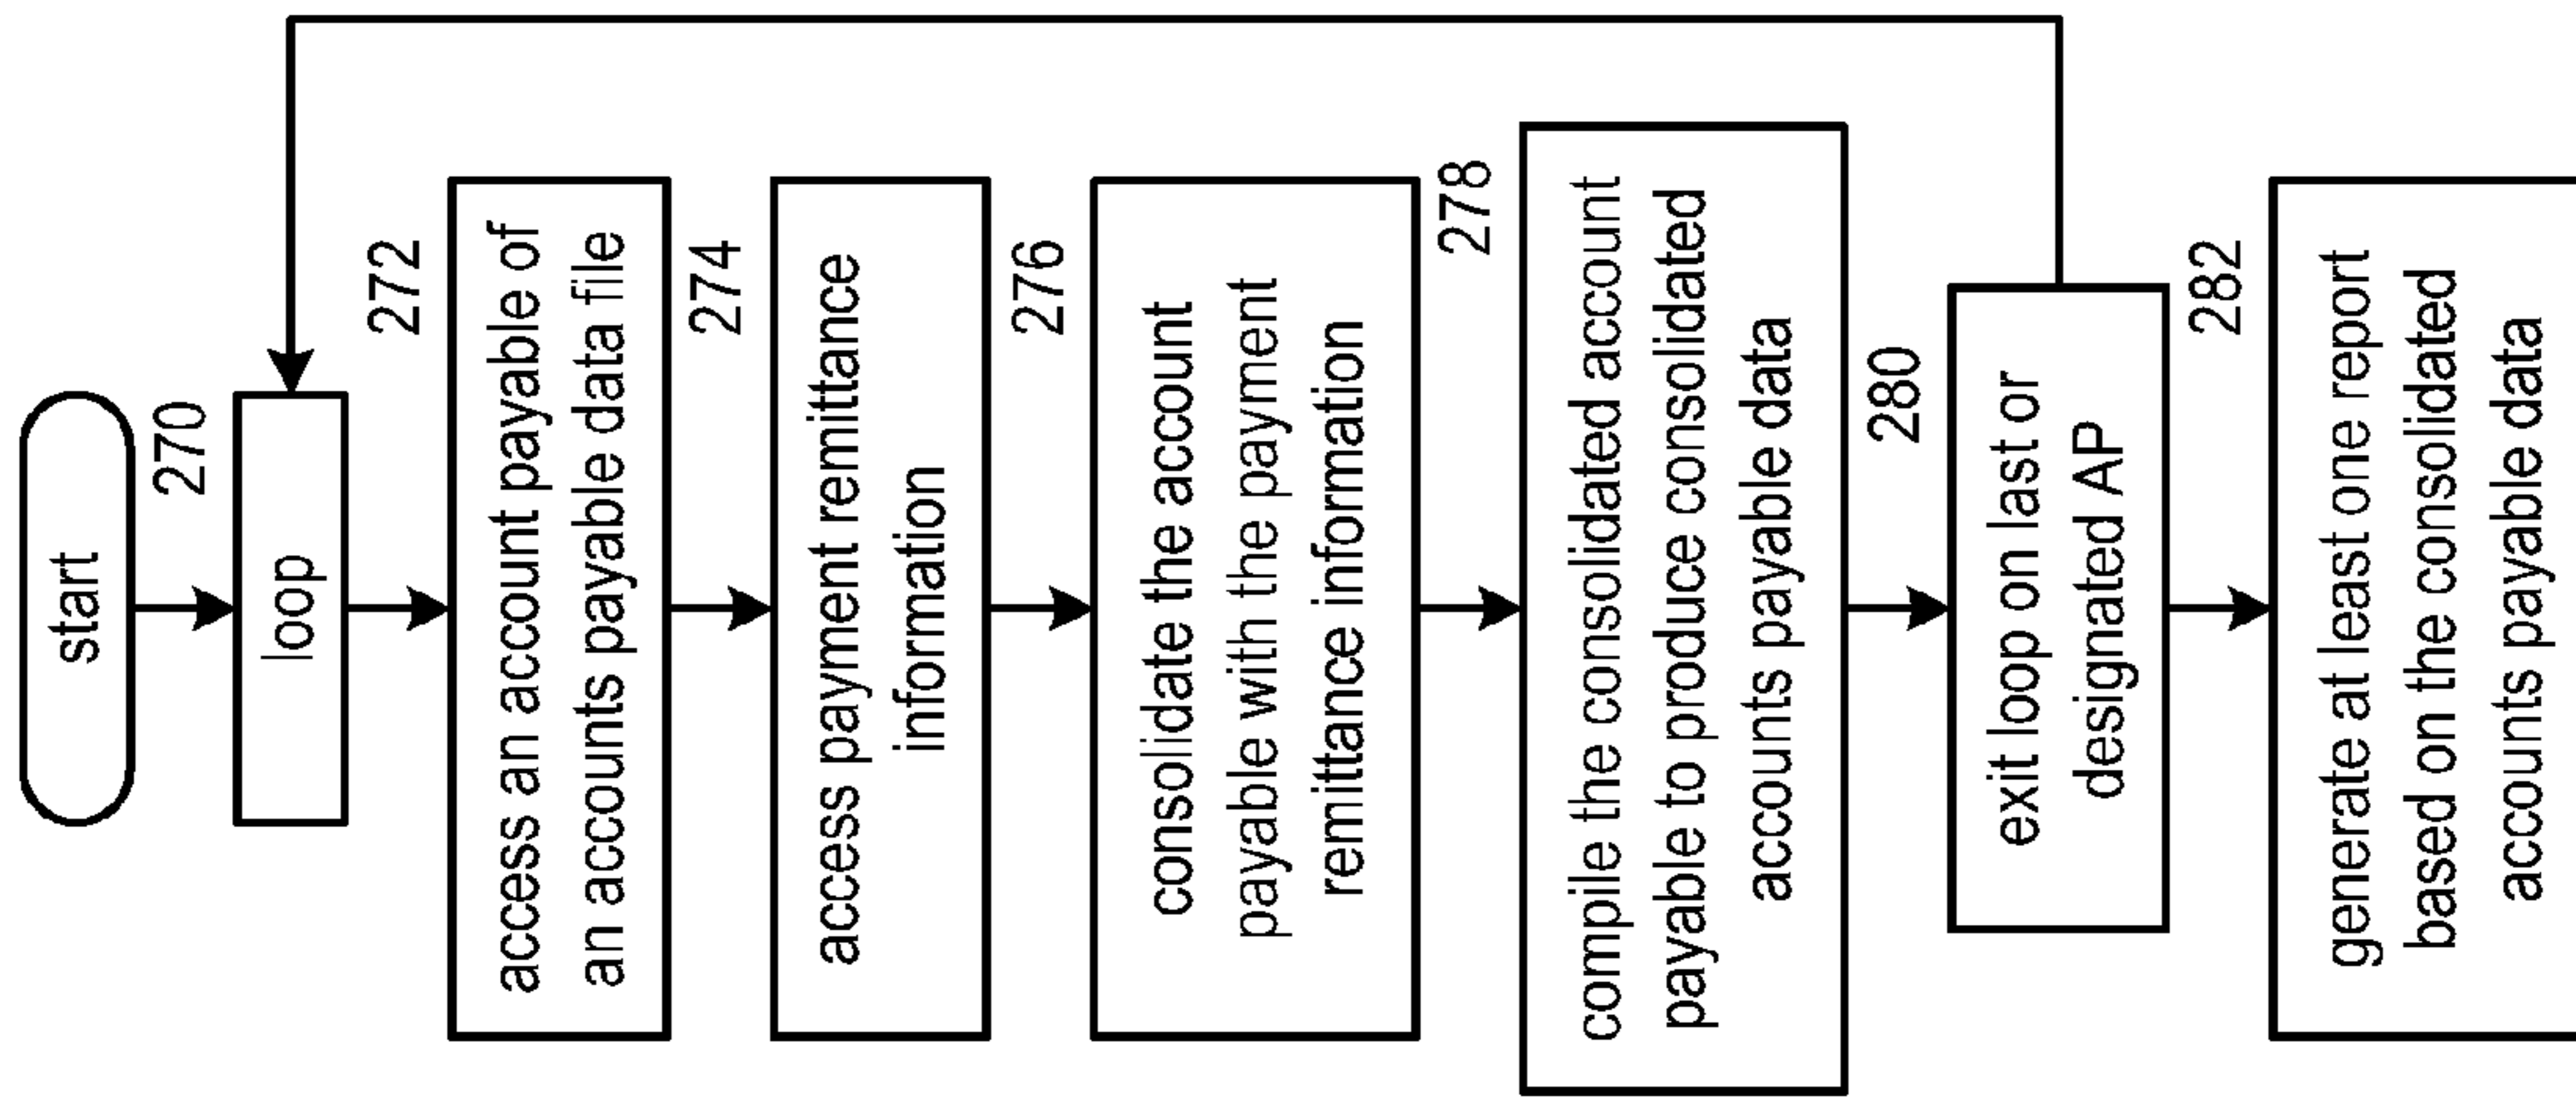 start
270
loop
272
access an account payable of
an accounts payable data file
274
access payment remittance
information
276
consolidate the account
payable with the payment
remittance information
278
compile the consolidated account
payable to produce consolidated
accounts payable data
280
exit loop on last or
designated AP
282
generate at least one report
based on the consolidated
accounts payable data